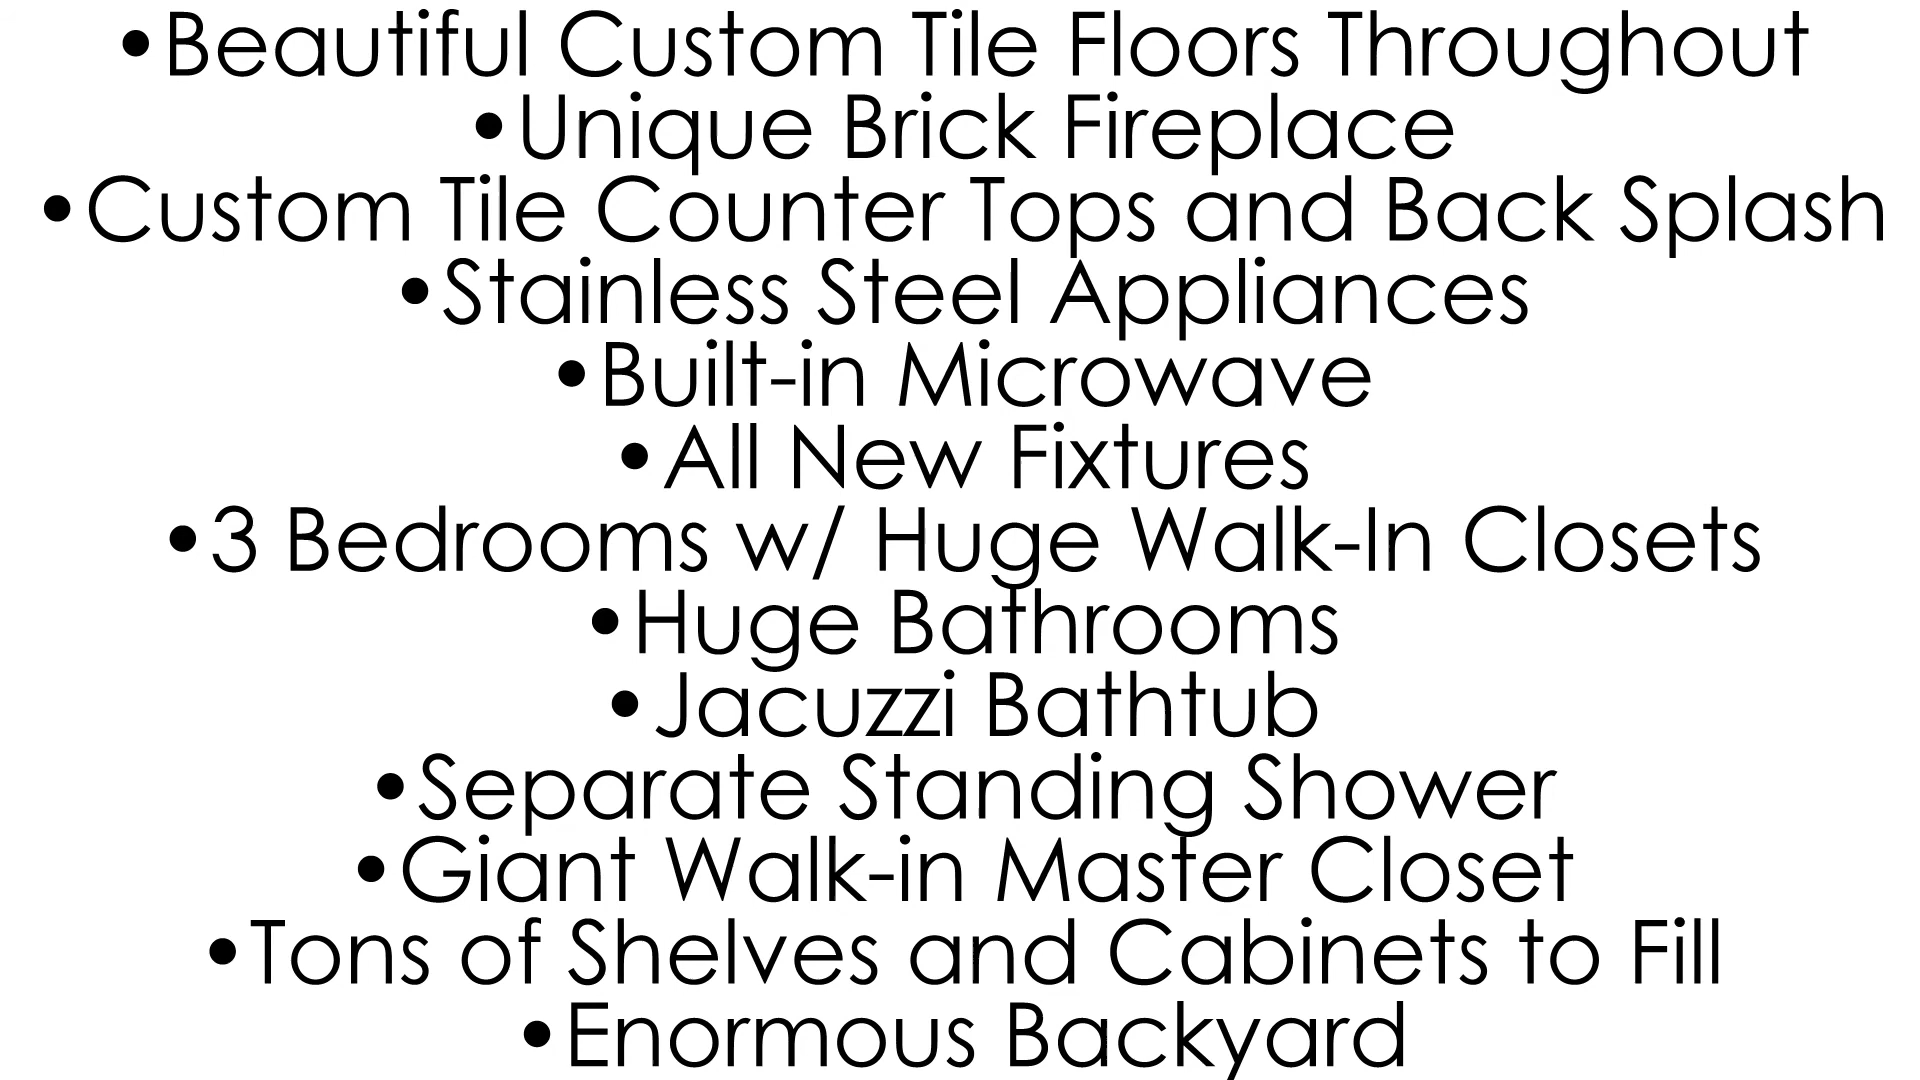 •Beautiful Custom Tile Floors Throughout
•Unique Brick Fireplace
•Custom Tile Counter Tops and Back Splash
•Stainless Steel Appliances
•Built-in Microwave
•All New Fixtures
•3 Bedrooms w/ Huge Walk-In Closets
•Huge Bathrooms
•Jacuzzi Bathtub
•Separate Standing Shower
•Giant Walk-in Master Closet
•Tons of Shelves and Cabinets to Fill
•Enormous Backyard